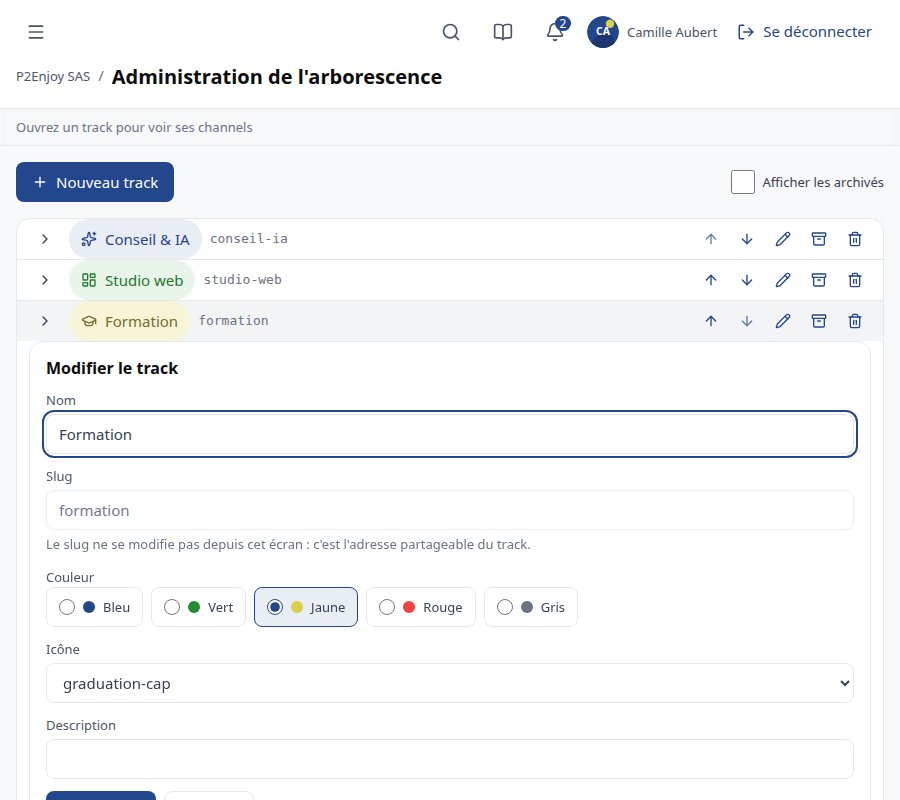 2
CA
Camille Aubert
Se déconnecter
P2Enjoy SAS / Administration de l'arborescence
Ouvrez un track pour voir ses channels
Nouveau track
Afficher les archivés
Conseil & IA conseil-ia
Studio web studio-web
Formation formation
Modifier le track
Nom
Formation
Slug
formation
Le slug ne se modifie pas depuis cet écran : c'est l'adresse partageable du track.
Couleur
Bleu Vert Jaune Rouge Gris
Icône
graduation-cap
Description